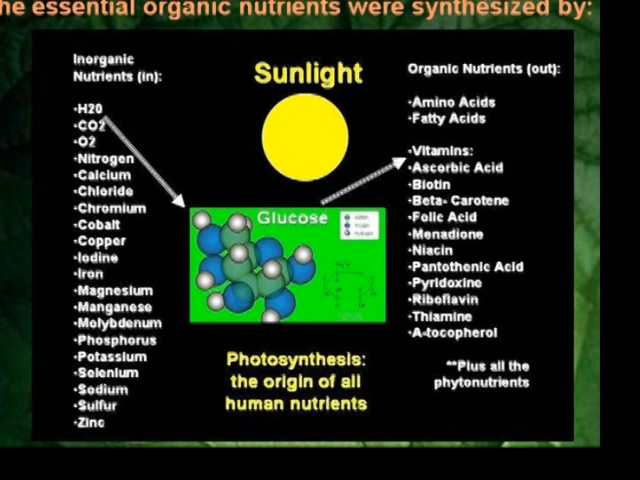 he essential organic nutrients were synthesized by:
Inorganic
Nutrients (in):
•H20
•CO2
•O2
•Nitrogen
•Calcium
•Chloride
•Chromium
•Cobalt
•Copper
•Iodine
•Iron
•Magnesium
•Manganese
•Molybdenum
•Phosphorus
•Potassium
•Selenium
•Sodium
•Sulfur
•Zinc
Sunlight
Glucose
Photosynthesis:
the origin of all
human nutrients
Organic Nutrients (out):
•Amino Acids
•Fatty Acids
•Vitamins:
•Ascorbic Acid
•Biotin
•Beta- Carotene
•Folic Acid
•Menadione
•Niacin
•Pantothenic Acid
•Pyridoxine
•Riboflavin
•Thiamine
•A-tocopherol
**Plus all the
phytonutrients